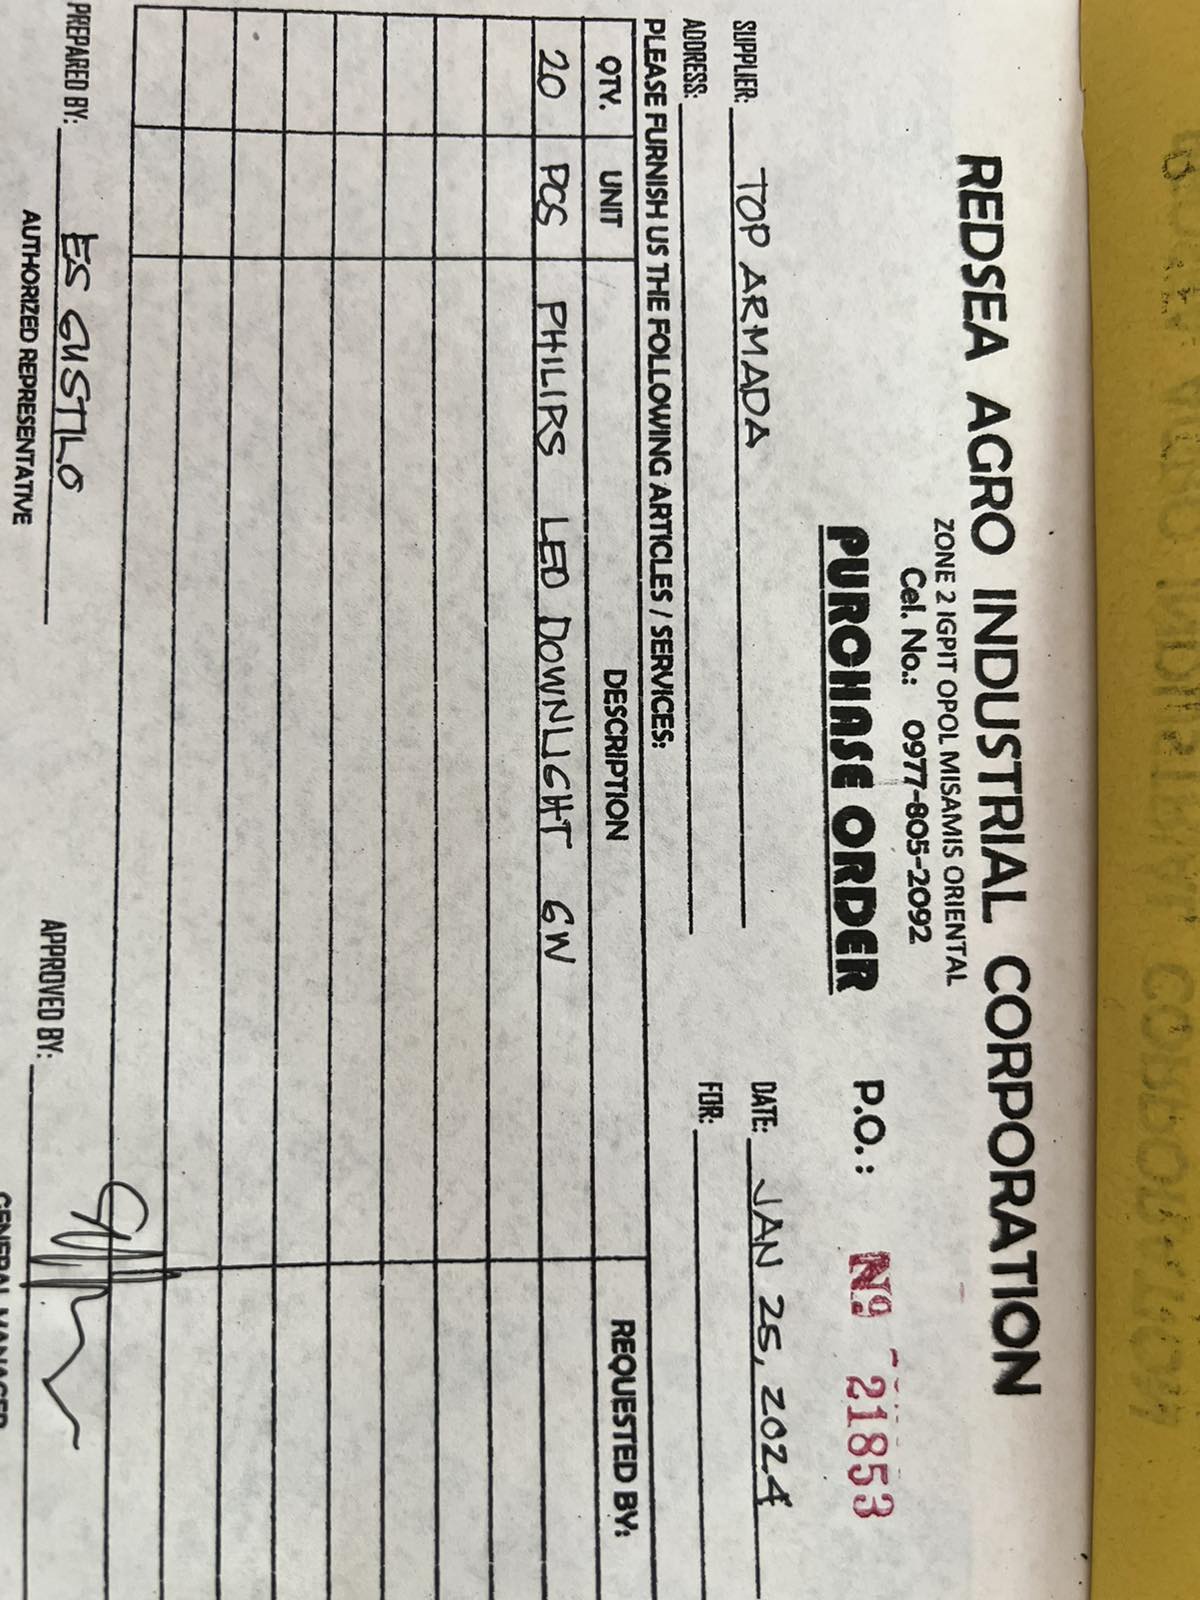 REDSEA AGRO INDUSTRIAL CORPORATION
ZONE 2 IGPIT OPOL MISAMIS ORIENTAL
Cel. No.: 0977-805-2092
PURCHASE ORDER P.O.: Nº 21853
SUPPLIER: TOP ARMADA DATE: JAN 25, 2024
ADDRESS: FOR:
PLEASE FURNISH US THE FOLLOWING ARTICLES / SERVICES:
QTY. UNIT DESCRIPTION REQUESTED BY:
20 PCS PHILIPS LED DOWNLIGHT 6W
PREPARED BY: ES GUSTILO APPROVED BY:
AUTHORIZED REPRESENTATIVE GENERAL MANAGER